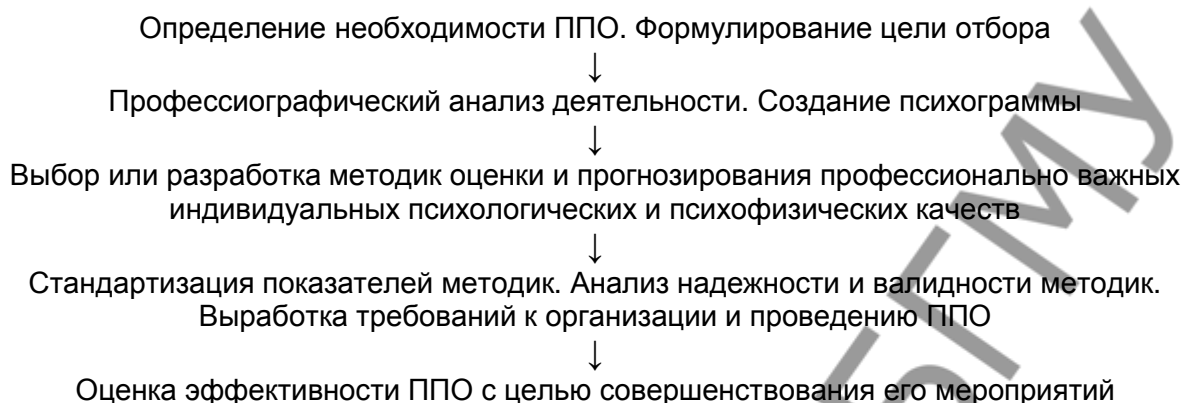 Определение необходимости ППО. Формулирование цели отбора
↓
Профессиографический анализ деятельности. Создание психограммы
↓
Выбор или разработка методик оценки и прогнозирования профессионально важных
индивидуальных психологических и психофизических качеств
↓
Стандартизация показателей методик. Анализ надежности и валидности методик.
Выработка требований к организации и проведению ППО
↓
Оценка эффективности ППО с целью совершенствования его мероприятий
БГМУ